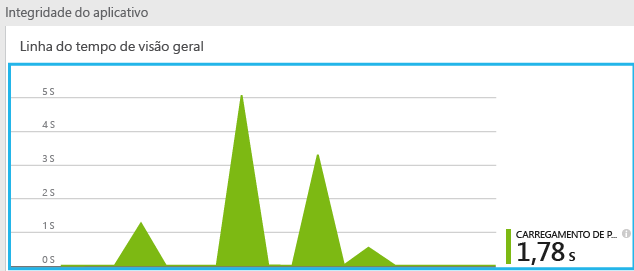 Integridade do aplicativo
Linha do tempo de visão geral
5 S
4 S
3 S
2 S
1 S
0 S
CARREGAMENTO DE P...
1,78 S